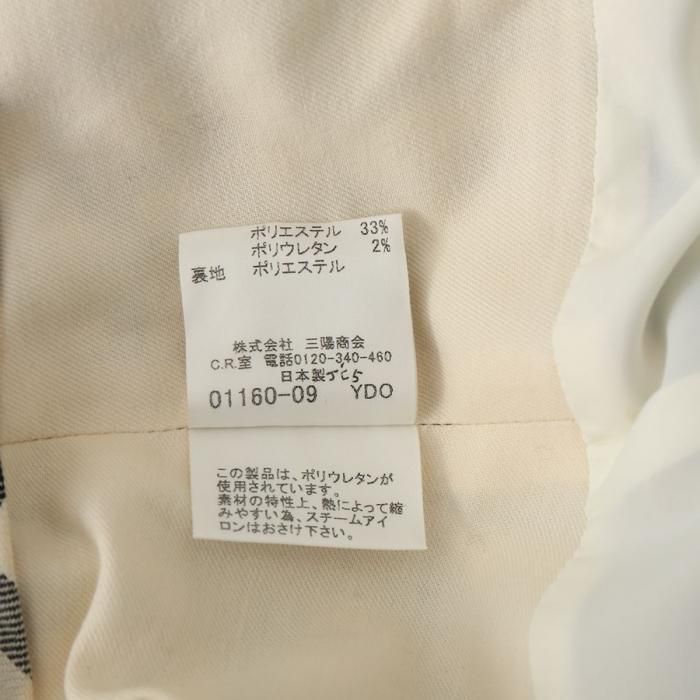 ポリエステル 33%
ポリウレタン 2%
裏地 ポリエステル
株式会社 三陽商会
C.R.室 電話0120-340-460
日本製
01160-09 YDO
この製品は、ポリウレタンが
使用されています。
素材の特性上、熱によって縮
みやすい為、スチームアイ
ロンはおさけ下さい。